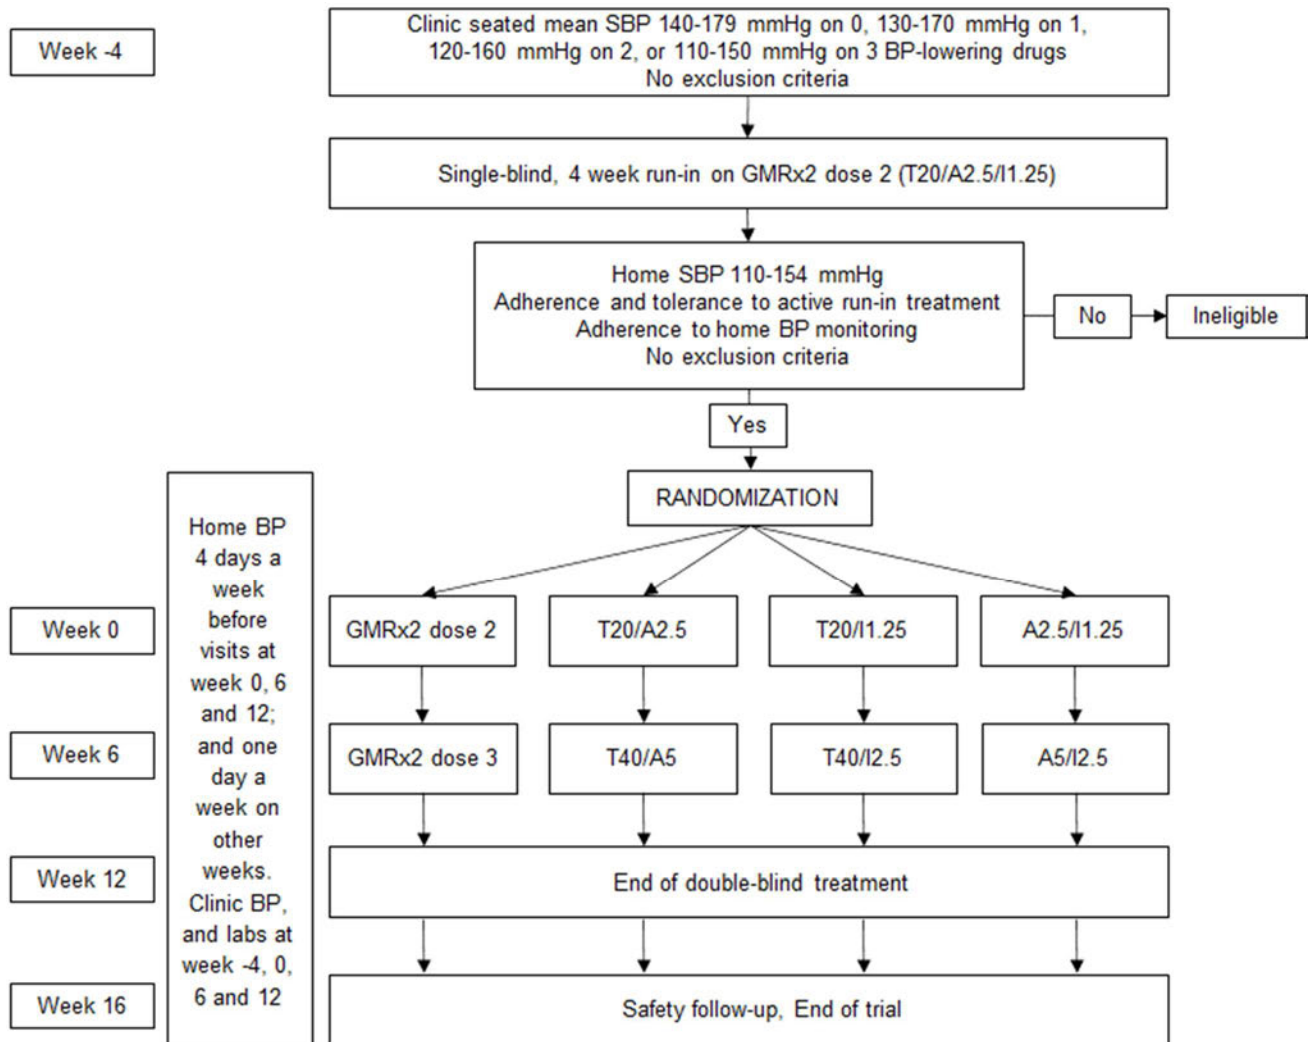 Week -4
Clinic seated mean SBP 140-179 mmHg on 0, 130-170 mmHg on 1,
120-160 mmHg on 2, or 110-150 mmHg on 3 BP-lowering drugs
No exclusion criteria
Single-blind, 4 week run-in on GMRx2 dose 2 (T20/A2.5/I1.25)
Home SBP 110-154 mmHg
Adherence and tolerance to active run-in treatment
Adherence to home BP monitoring
No exclusion criteria
No
Ineligible
Yes
RANDOMIZATION
Home BP
4 days a
week
before
visits at
week 0, 6
and 12;
and one
day a
week on
other
weeks.
Clinic BP,
and labs at
week -4, 0,
6 and 12
Week 0
GMRx2 dose 2
T20/A2.5
T20/I1.25
A2.5/I1.25
Week 6
GMRx2 dose 3
T40/A5
T40/I2.5
A5/I2.5
Week 12
End of double-blind treatment
Week 16
Safety follow-up, End of trial